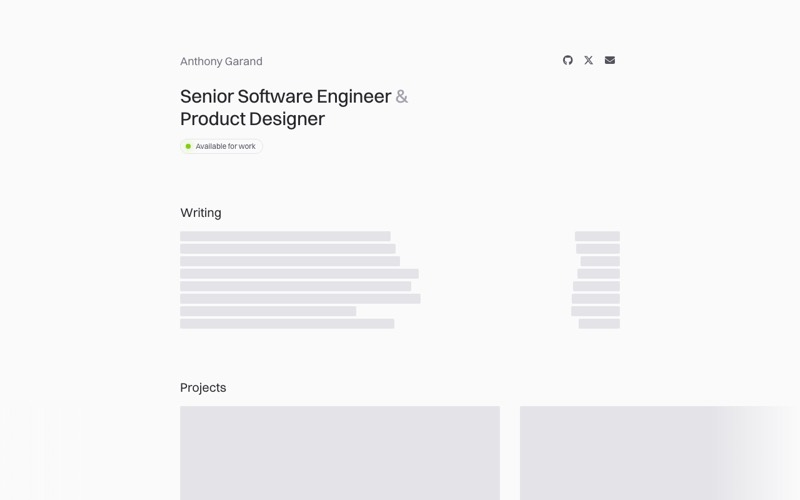 Anthony Garand
Senior Software Engineer &
Product Designer
Available for work
Writing
Projects